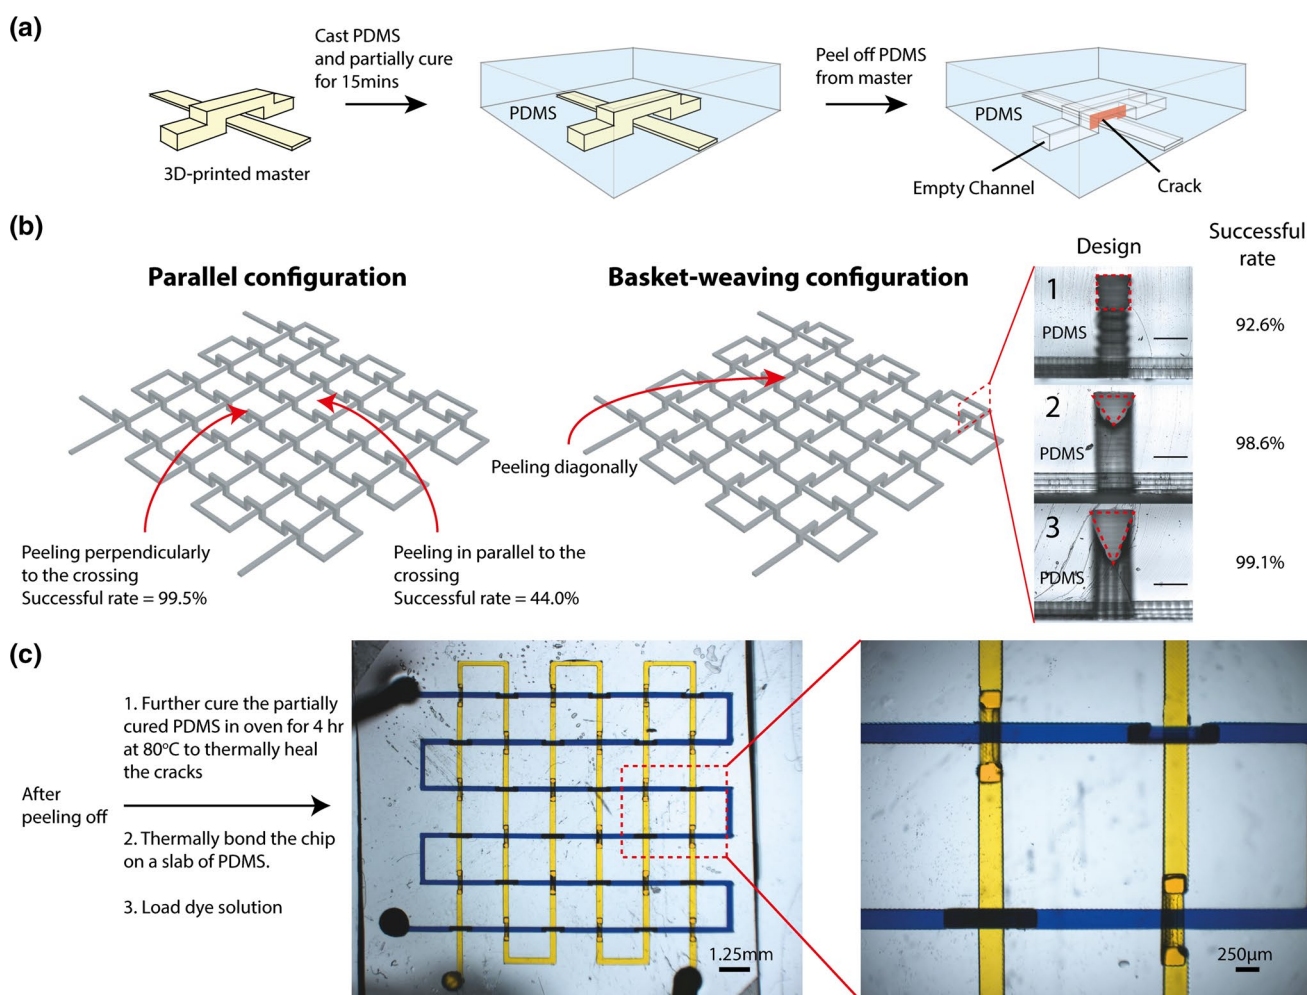 (a)
Cast PDMS
and partially cure
for 15mins
3D-printed master
PDMS
Peel off PDMS
from master
PDMS
Empty Channel
Crack
(b)
Parallel configuration
Peeling perpendicularly
to the crossing
Successful rate = 99.5%
Peeling in parallel to the
crossing
Successful rate = 44.0%
Basket-weaving configuration
Peeling diagonally
Design
Successful
rate
1
PDMS
92.6%
2
PDMS
98.6%
3
PDMS
99.1%
(c)
After
peeling off
1. Further cure the partially
cured PDMS in oven for 4 hr
at 80°C to thermally heal
the cracks
2. Thermally bond the chip
on a slab of PDMS.
3. Load dye solution
1.25mm
250μm